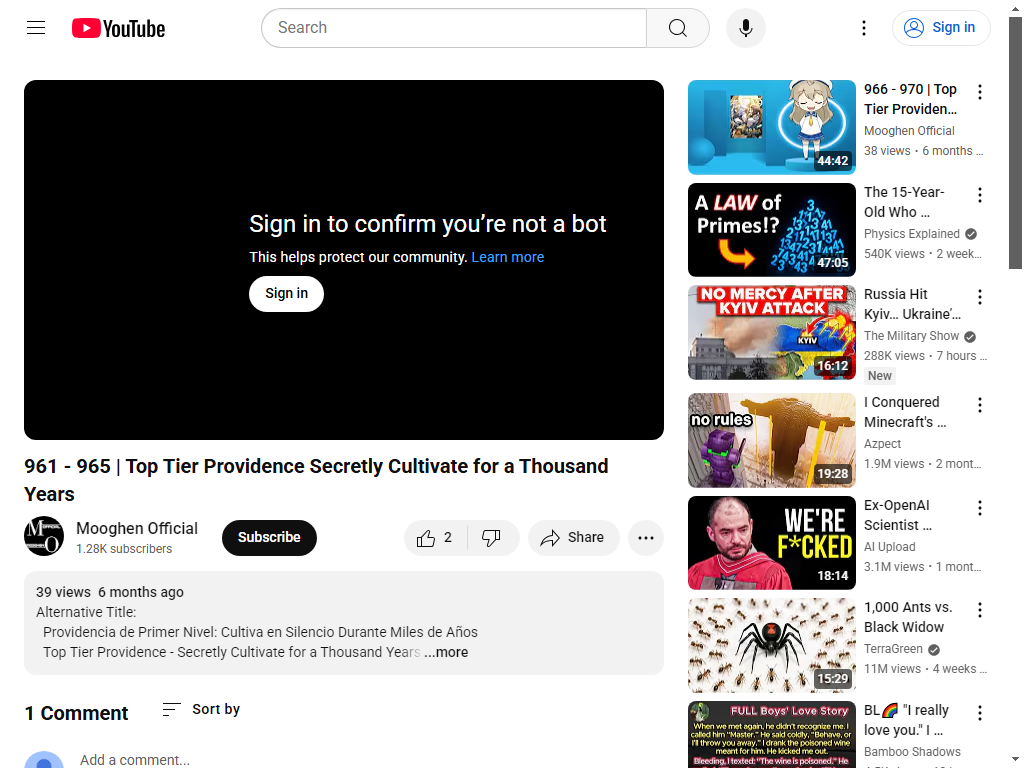 YouTube
Search
Sign in
Sign in to confirm you're not a bot
This helps protect our community. Learn more
Sign in
961 - 965 | Top Tier Providence Secretly Cultivate for a Thousand
Years
Mooghen Official
1.28K subscribers
Subscribe
2
Share
39 views 6 months ago
Alternative Title:
Providencia de Primer Nivel: Cultiva en Silencio Durante Miles de Años
Top Tier Providence - Secretly Cultivate for a Thousand Years ...more
1 Comment
Sort by
Add a comment...
44:42
966 - 970 | Top
Tier Providen...
Mooghen Official
38 views • 6 months ...
A LAW of
Primes!?
47:05
The 15-Year-
Old Who ...
Physics Explained
540K views • 2 week...
NO MERCY AFTER
KYIV ATTACK
KYIV
16:12
Russia Hit
Kyiv... Ukraine'...
The Military Show
288K views • 7 hours ...
New
no rules
19:28
I Conquered
Minecraft's ...
Azpect
1.9M views • 2 mont...
WE'RE
F*CKED
18:14
Ex-OpenAI
Scientist ...
AI Upload
3.1M views • 1 mont...
15:29
1,000 Ants vs.
Black Widow
TerraGreen
11M views • 4 weeks ...
FULL Boys' Love Story
When we met again, he didn't recognize me. I
called him "Master." He said coldly, "Behave, or
I'll throw you away." I drank the poisoned wine
meant for him. He kicked me out.
Bleeding, I texted: "The wine is poisoned." He
BL🌈 "I really
love you." I ...
Bamboo Shadows